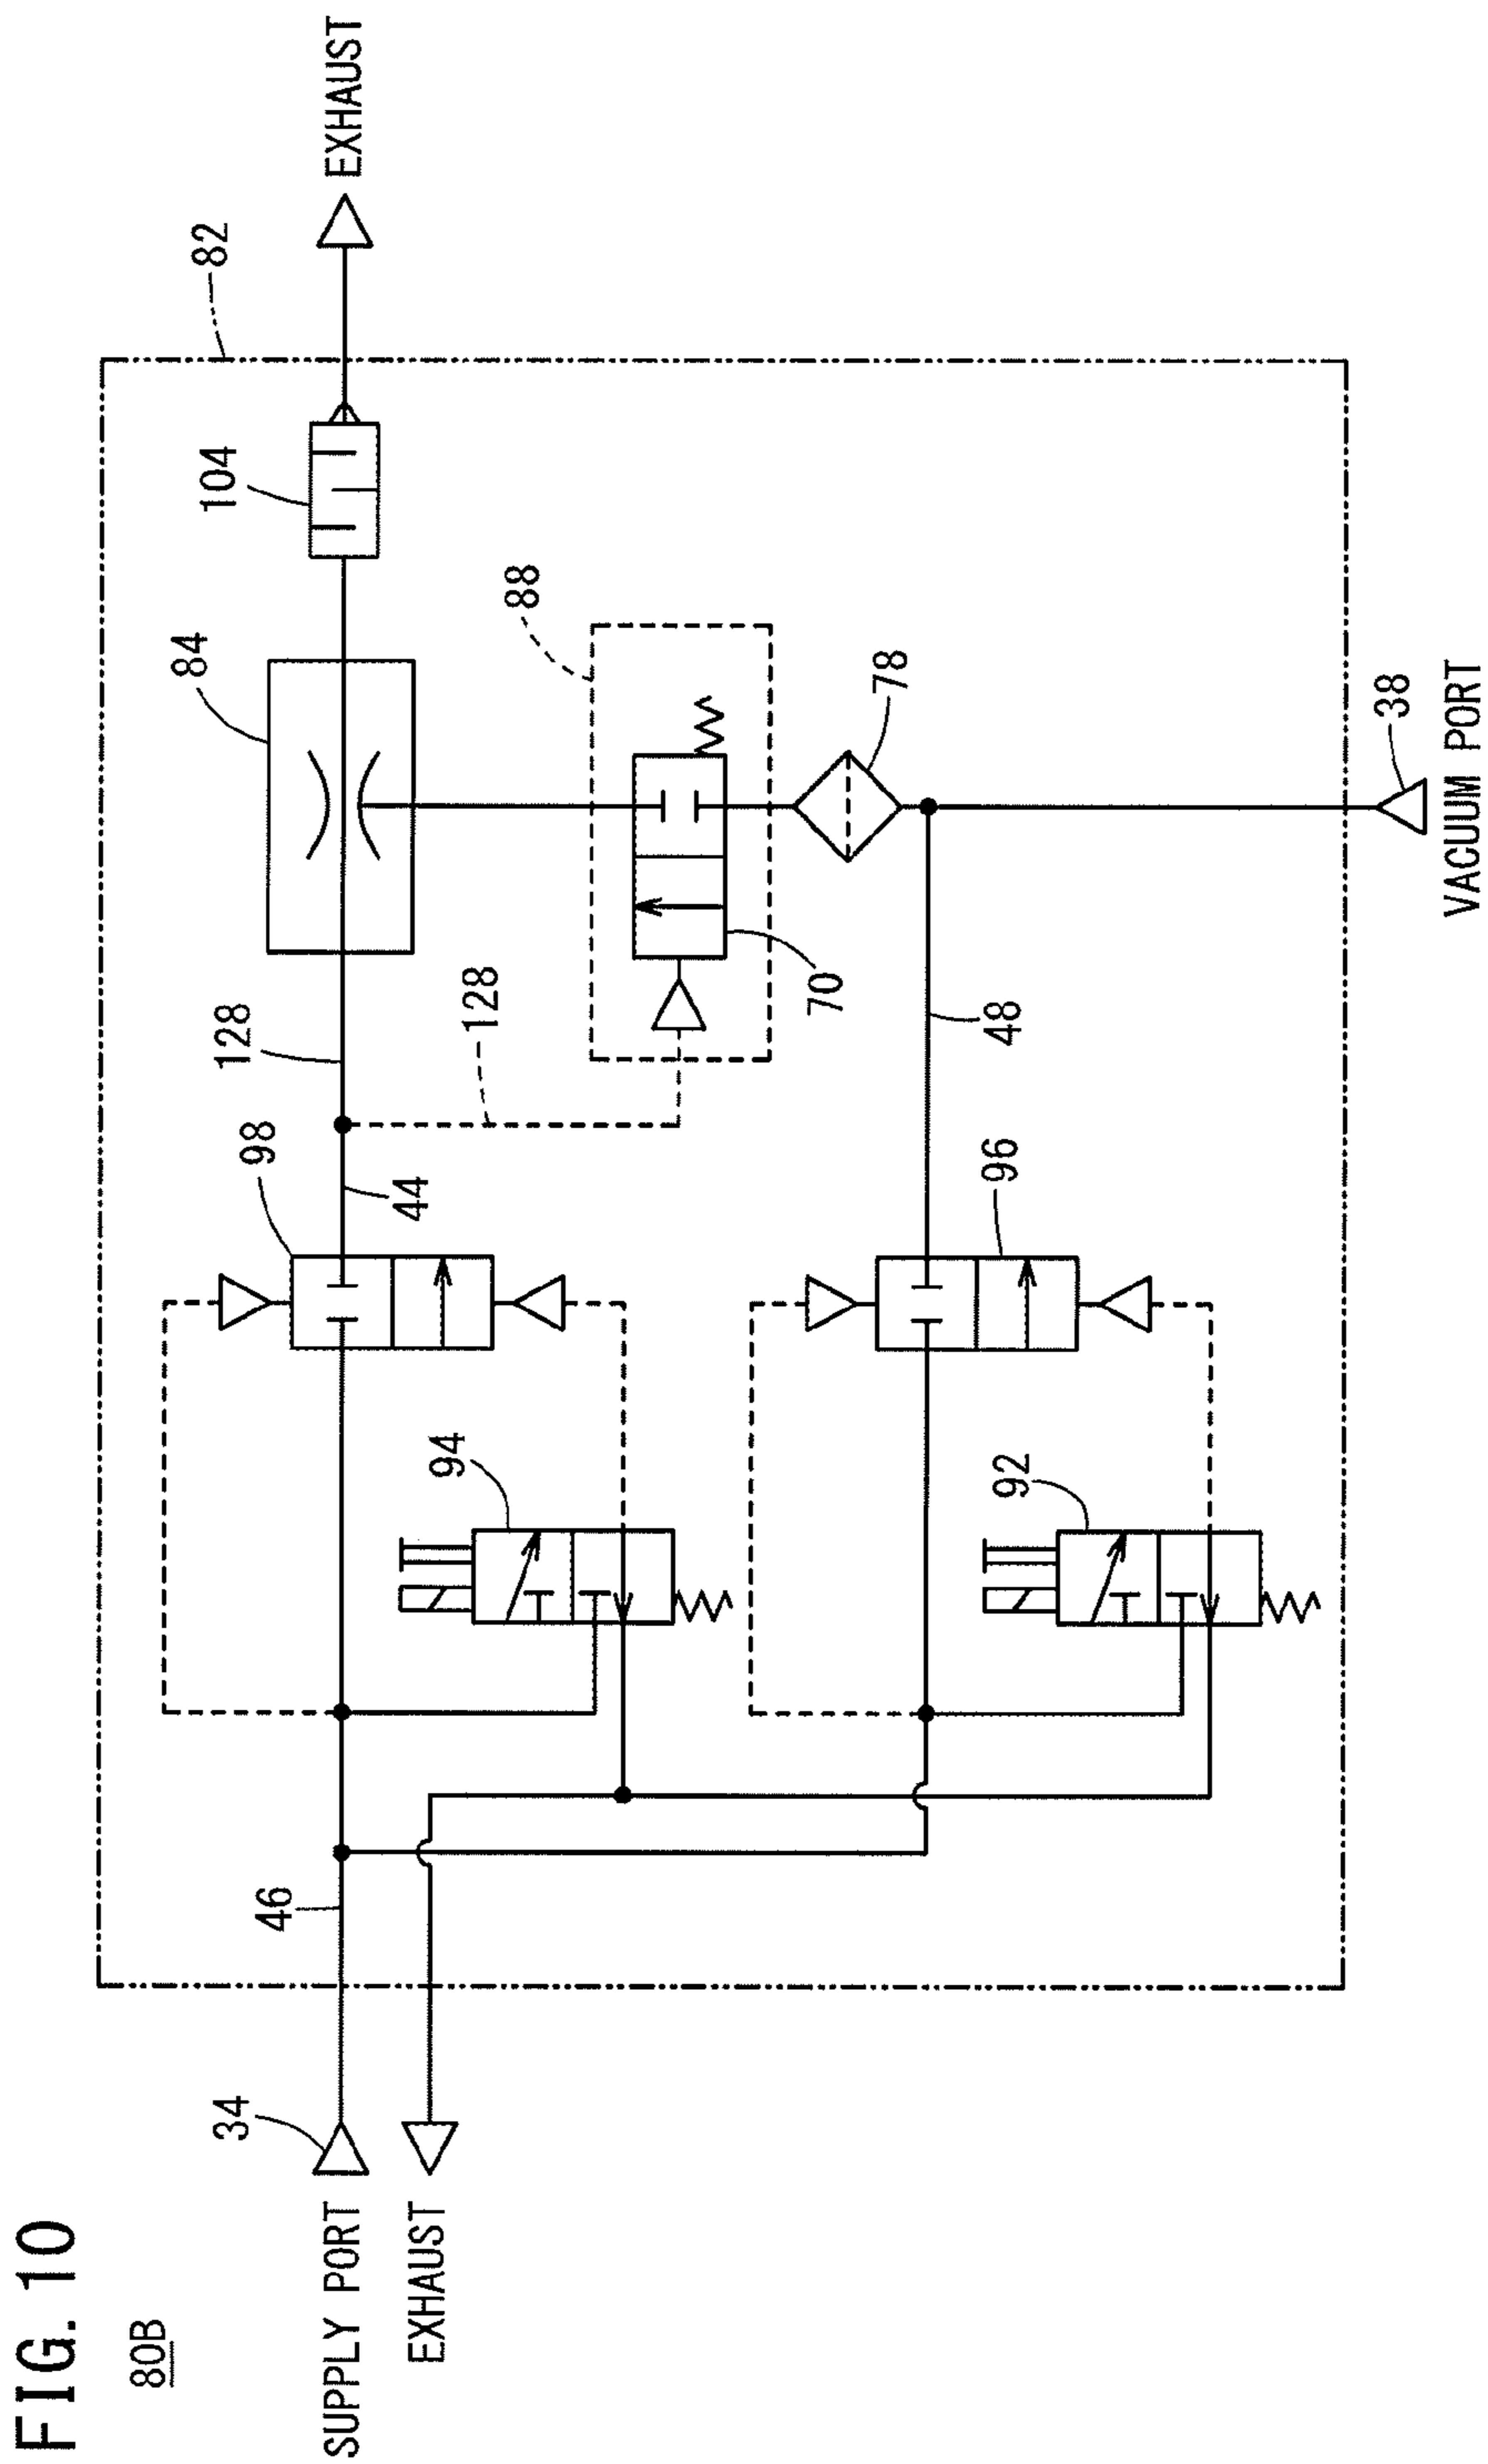 FIG. 10
80B
SUPPLY PORT
34
EXHAUST
46
94
98
44
128
128
84
104
82
EXHAUST
88
70
78
92
96
48
38
VACUUM PORT